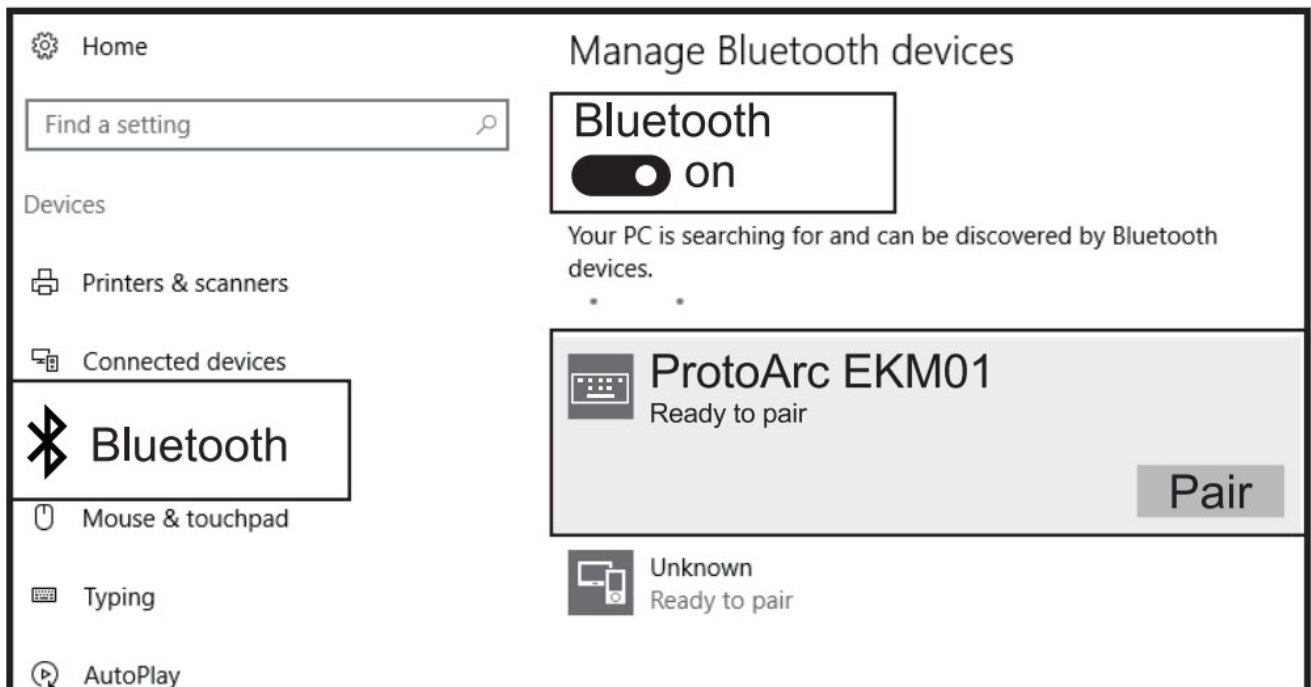 Home
Find a setting
Devices
Printers & scanners
Connected devices
Bluetooth
Mouse & touchpad
Typing
AutoPlay
Manage Bluetooth devices
Bluetooth
on
Your PC is searching for and can be discovered by Bluetooth
devices.
ProtoArc EKM01
Ready to pair
Pair
Unknown
Ready to pair